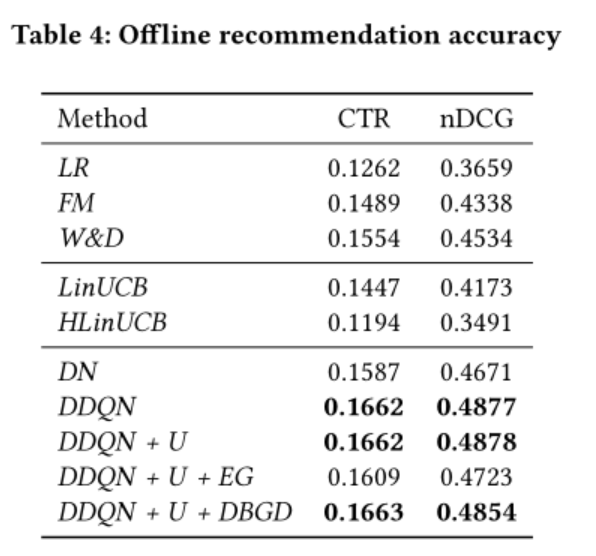 Table 4: Offline recommendation accuracy
Method CTR nDCG
LR 0.1262 0.3659
FM 0.1489 0.4338
W&D 0.1554 0.4534
LinUCB 0.1447 0.4173
HLinUCB 0.1194 0.3491
DN 0.1587 0.4671
DDQN 0.1662 0.4877
DDQN + U 0.1662 0.4878
DDQN + U + EG 0.1609 0.4723
DDQN + U + DBGD 0.1663 0.4854